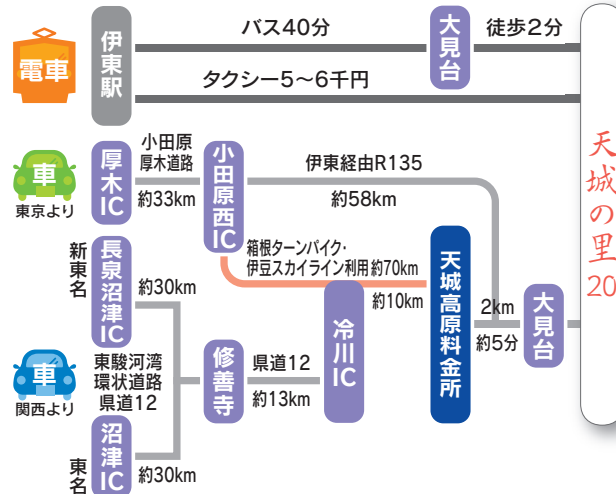 電車
伊東駅
バス40分
大見台
徒歩2分
タクシー5～6千円
車
東京より
厚木IC
小田原
厚木道路
約33km
小田原西IC
伊東経由R135
約58km
箱根ターンパイク・
伊豆スカイライン利用 約70km
約10km
天城高原料金所
2km
約5分
大見台
天城の里20
新東名
長泉沼津IC
約30km
車
関西より
東駿河湾
環状道路
県道12
修善寺
県道12
約13km
冷川IC
東名
沼津IC
約30km